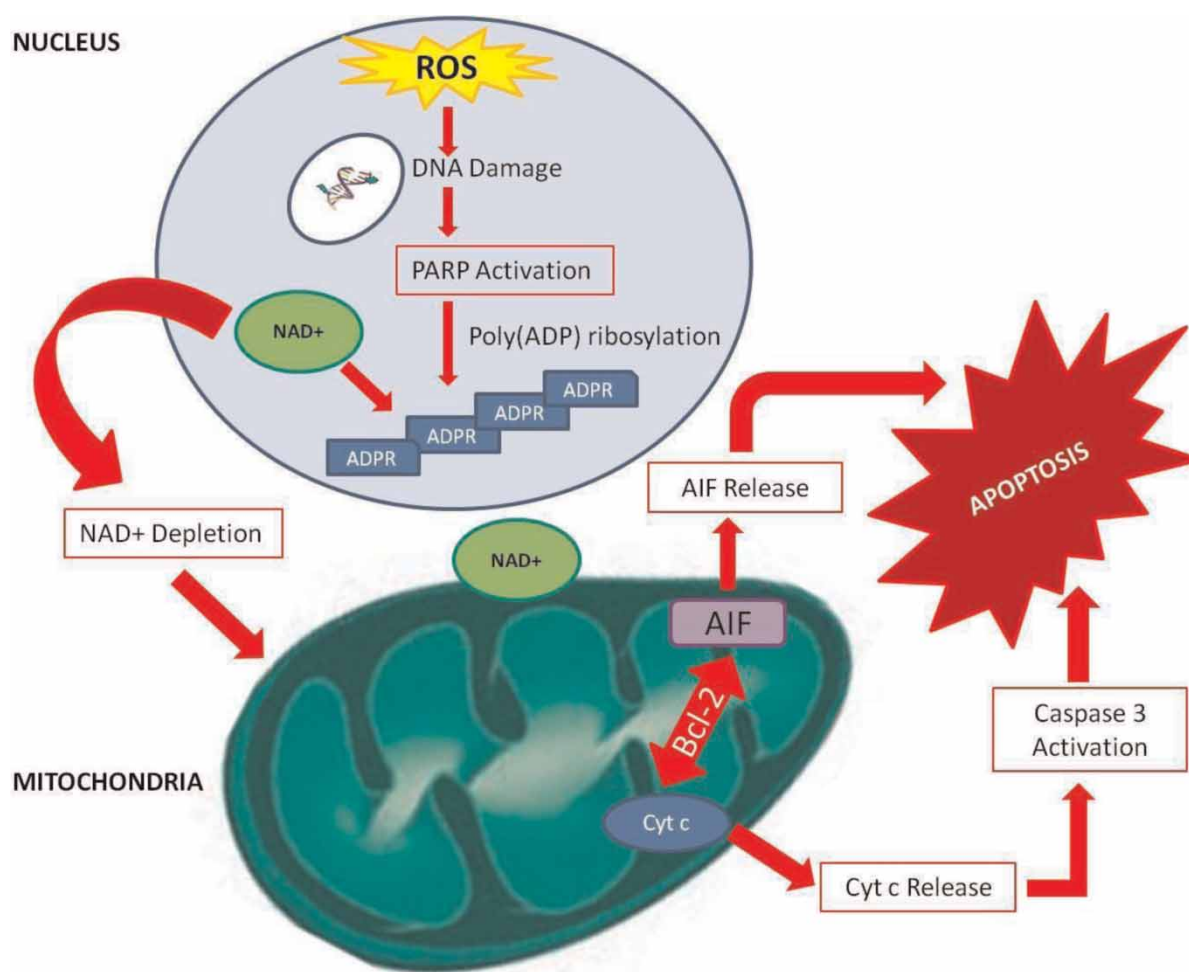 NUCLEUS
ROS
DNA Damage
PARP Activation
NAD+
Poly(ADP) ribosylation
ADPR
ADPR
ADPR
ADPR
AIF Release
APOPTOSIS
NAD+ Depletion
NAD+
AIF
Bcl-2
Caspase 3
Activation
MITOCHONDRIA
Cyt c
Cyt c Release